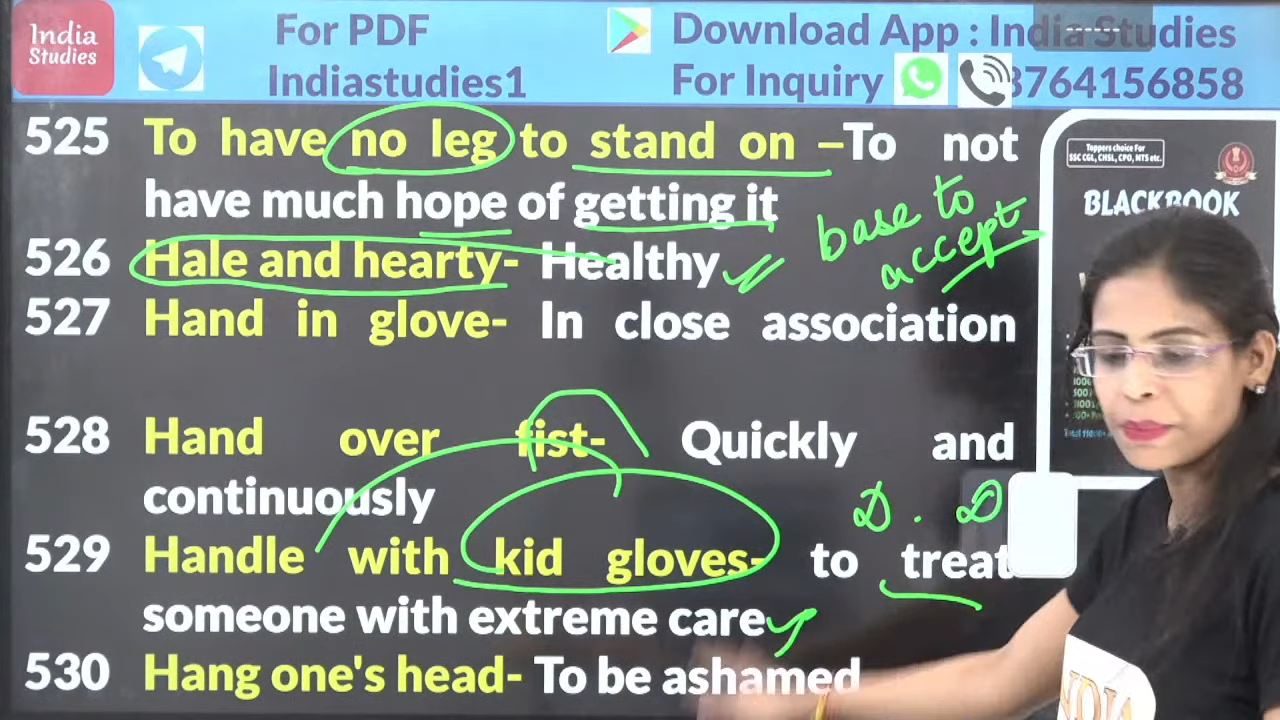 India
Studies
For PDF
Indiastudies1
Download App : India Studies
For Inquiry 8764156858
525 To have no leg to stand on –To not
have much hope of getting it
base to
accept
526 Hale and hearty- Healthy
527 Hand in glove- In close association
528 Hand over fist- Quickly and
continuously
D. D
529 Handle with kid gloves- to treat
someone with extreme care
530 Hang one's head- To be ashamed
Toppers choice For
SSC CGL, CHSL, CPO, MTS etc.
BLACKBOOK